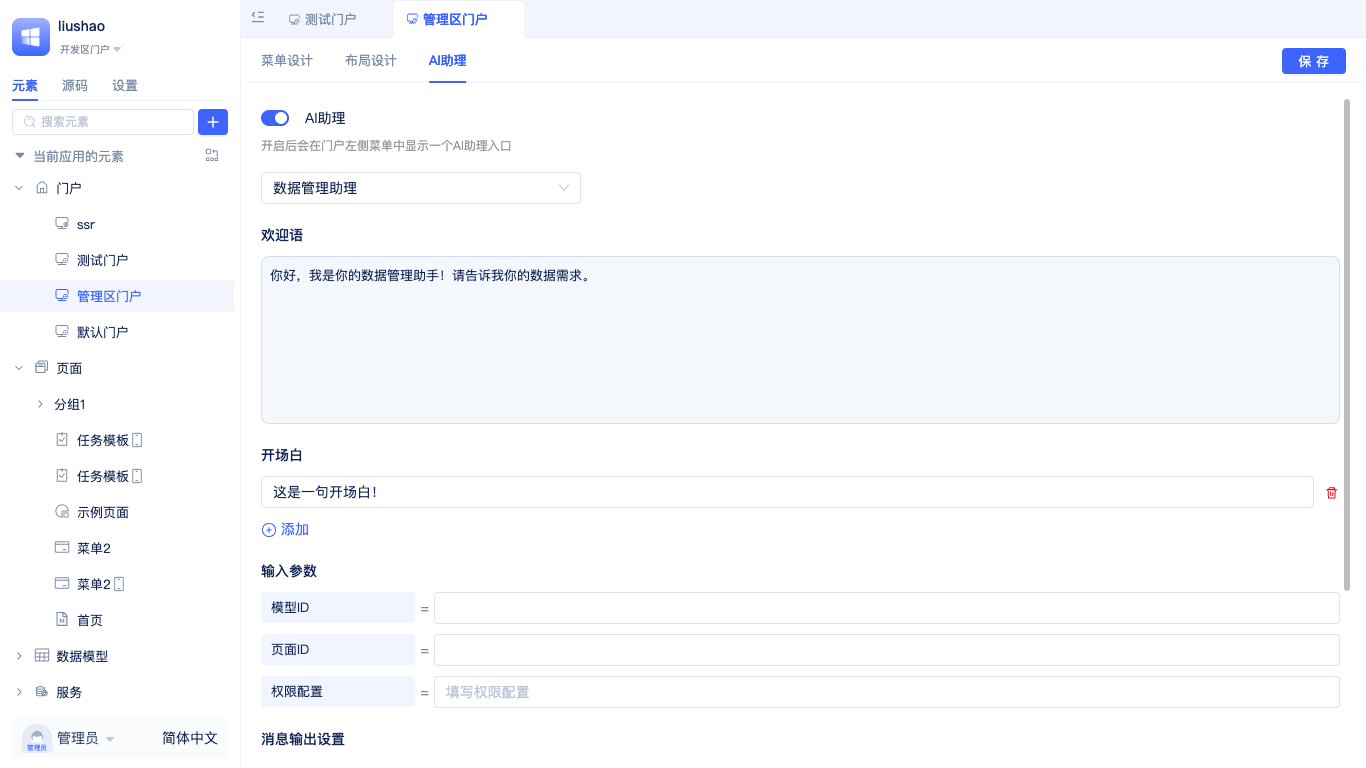 liushao
开发区门户
元素 源码 设置
搜索元素
当前应用的元素
门户
ssr
测试门户
管理区门户
默认门户
页面
分组1
任务模板
任务模板
示例页面
菜单2
菜单2
首页
数据模型
服务
管理员
管理员 简体中文
测试门户 管理区门户
菜单设计 布局设计 AI助理
保 存
AI助理
开启后会在门户左侧菜单中显示一个AI助理入口
数据管理助理
欢迎语
你好，我是你的数据管理助手！请告诉我你的数据需求。
开场白
这是一句开场白！
添加
输入参数
模型ID =
页面ID =
权限配置 = 填写权限配置
消息输出设置